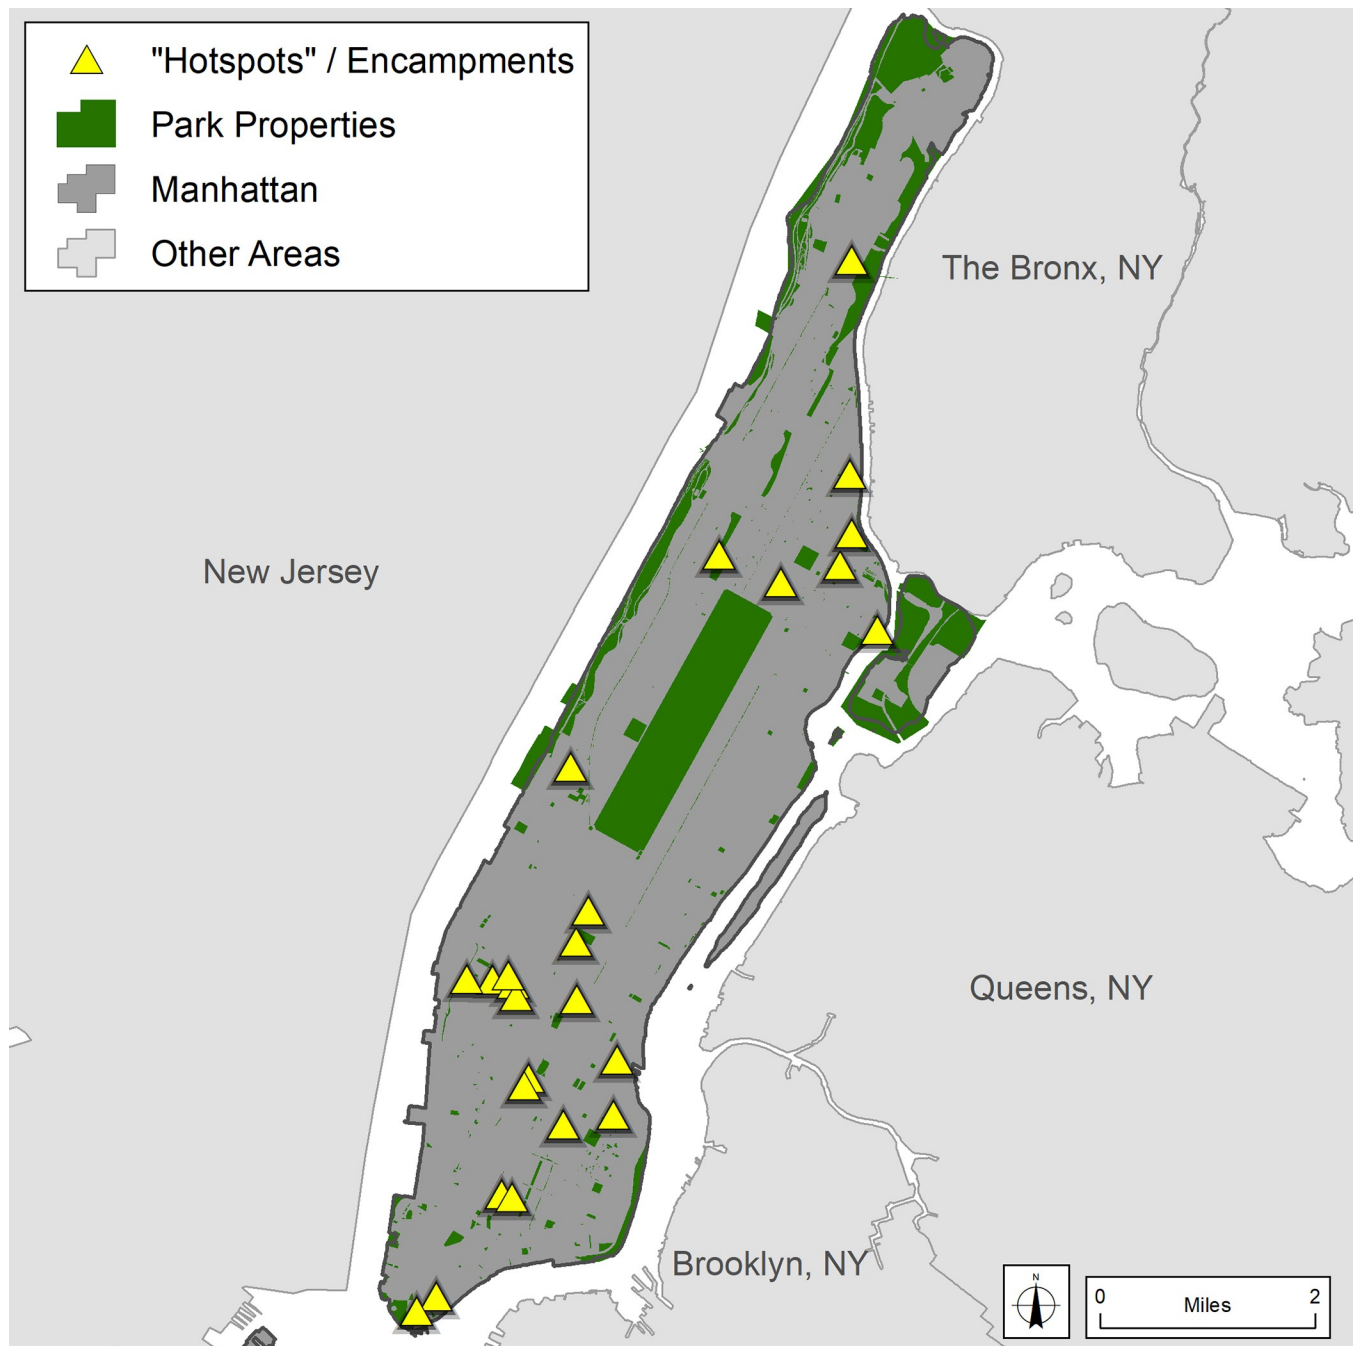 "Hotspots" / Encampments
Park Properties
Manhattan
Other Areas
The Bronx, NY
New Jersey
Queens, NY
Brooklyn, NY
N
0 Miles 2